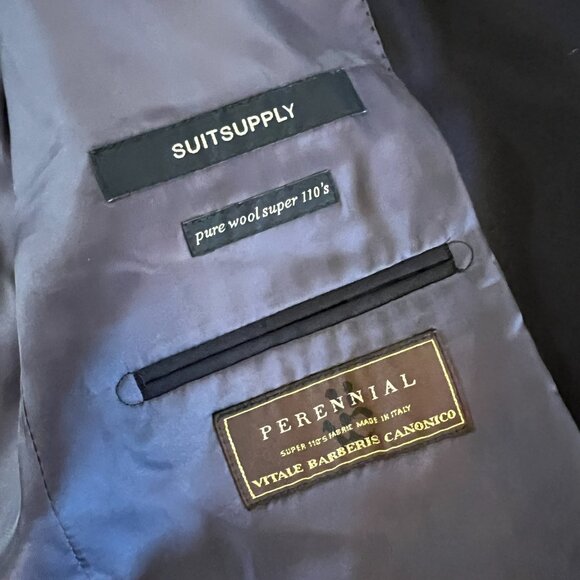 SUITSUPPLY
pure wool super 110's
PERENNIAL
SUPER 110'S FABRIC MADE IN ITALY
VITALE BARBERIS CANONICO